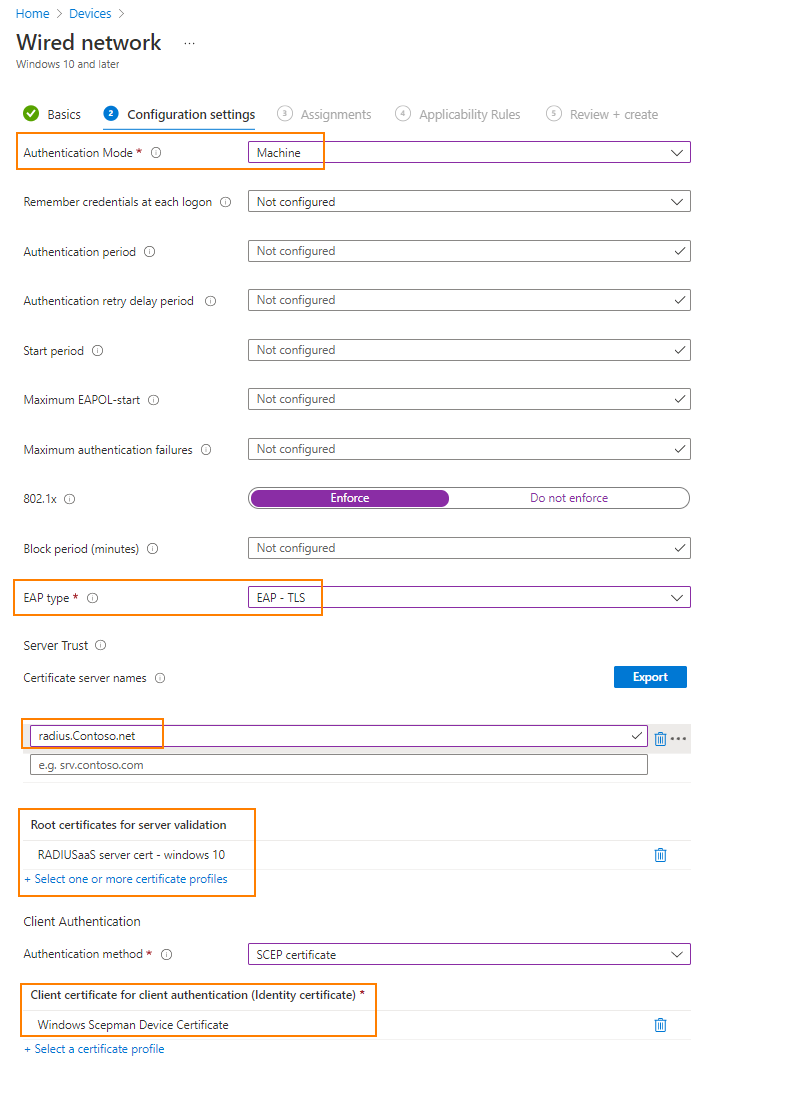 Home > Devices >
Wired network ...
Windows 10 and later
Basics 2 Configuration settings 3 Assignments 4 Applicability Rules 5 Review + create
Authentication Mode * Machine
Remember credentials at each logon Not configured
Authentication period Not configured
Authentication retry delay period Not configured
Start period Not configured
Maximum EAPOL-start Not configured
Maximum authentication failures Not configured
802.1x Enforce Do not enforce
Block period (minutes) Not configured
EAP type * EAP - TLS
Server Trust
Certificate server names Export
radius.Contoso.net
e.g. srv.contoso.com
Root certificates for server validation
RADIUSaaS server cert - windows 10
+ Select one or more certificate profiles
Client Authentication
Authentication method * SCEP certificate
Client certificate for client authentication (Identity certificate) *
Windows Scepman Device Certificate
+ Select a certificate profile